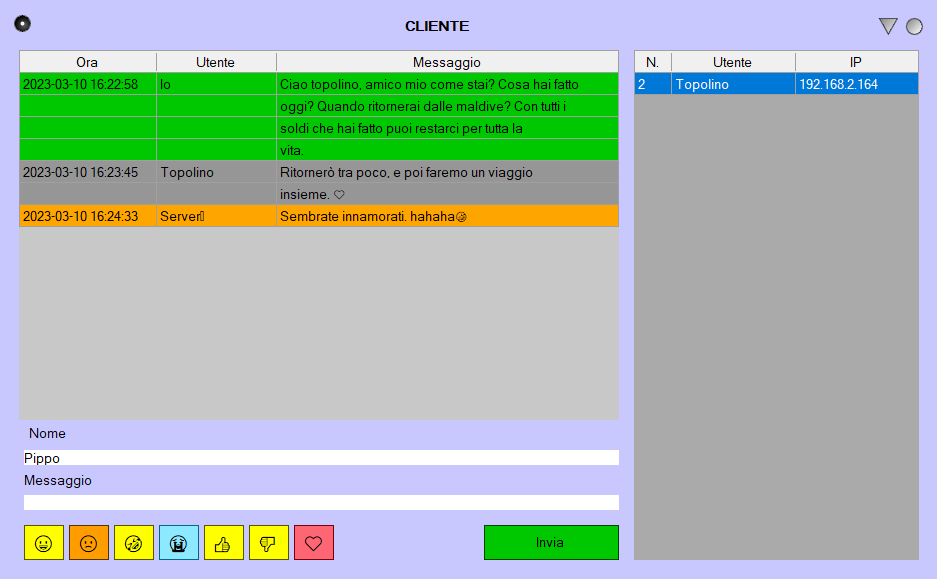 CLIENTE
Ora Utente Messaggio
2023-03-10 16:22:58 Io Ciao topolino, amico mio come stai? Cosa hai fatto
oggi? Quando ritornerai dalle maldive? Con tutti i
soldi che hai fatto puoi restarci per tutta la
vita.
2023-03-10 16:23:45 Topolino Ritornerò tra poco, e poi faremo un viaggio
insieme. ♡
2023-03-10 16:24:33 Server Sembrate innamorati. hahaha🤣
N. Utente IP
2 Topolino 192.168.2.164
Nome
Pippo
Messaggio
Invia